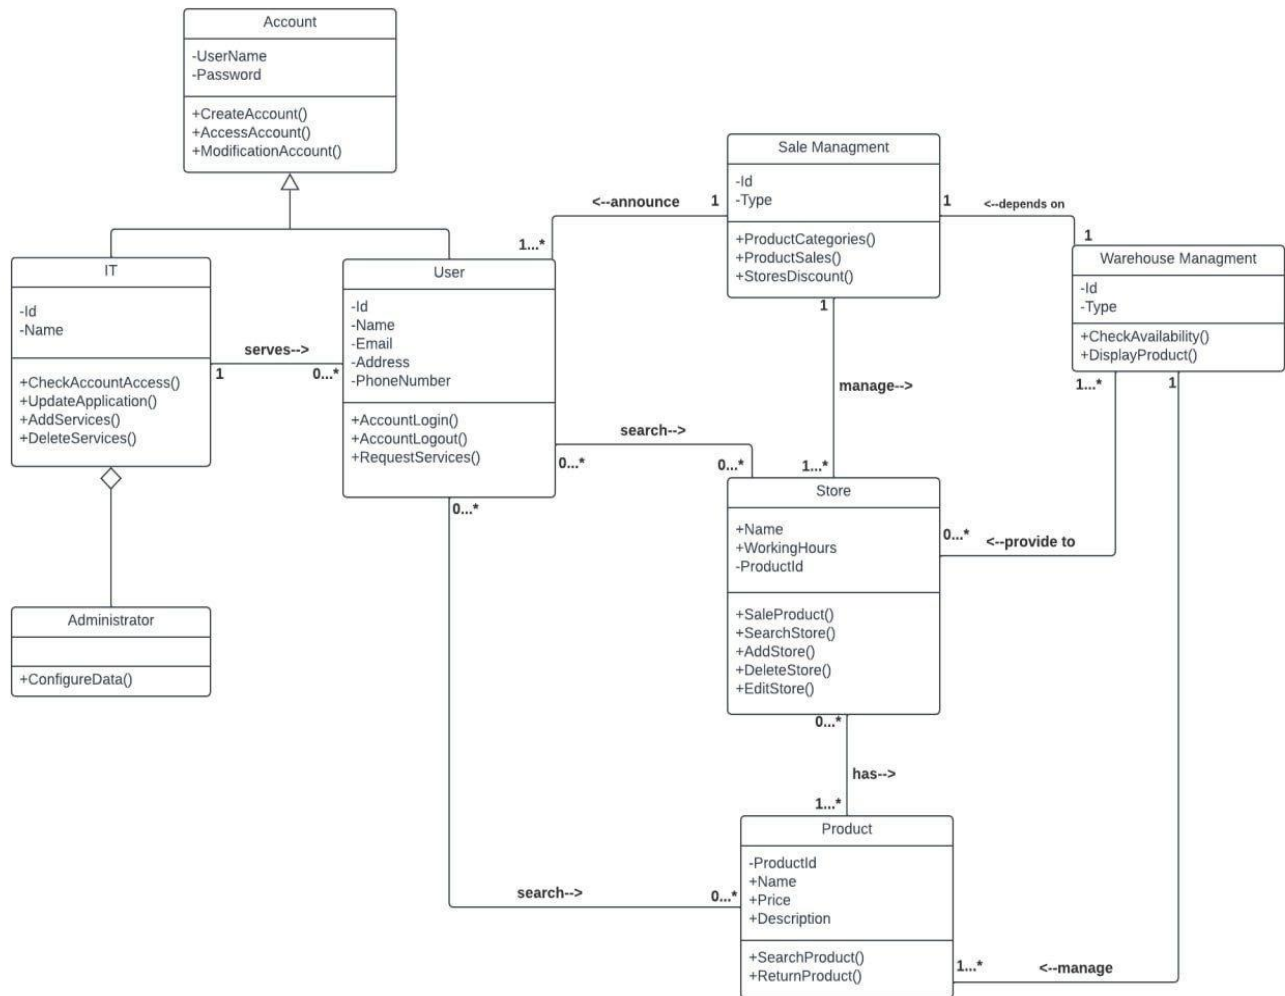 Account
-UserName
-Password
+CreateAccount()
+AccessAccount()
+ModificationAccount()
Sale Managment
-Id
-Type
+ProductCategories()
+ProductSales()
+StoresDiscount()
<--announce
1
1...*
1
<--depends on
1
Warehouse Managment
-Id
-Type
+CheckAvailability()
+DisplayProduct()
IT
-Id
-Name
+CheckAccountAccess()
+UpdateApplication()
+AddServices()
+DeleteServices()
serves-->
1
0...*
User
-Id
-Name
-Email
-Address
-PhoneNumber
+AccountLogin()
+AccountLogout()
+RequestServices()
1
manage-->
1...*
search-->
0...*
0...*
1...*
1
Store
+Name
+WorkingHours
-ProductId
+SaleProduct()
+SearchStore()
+AddStore()
+DeleteStore()
+EditStore()
0...*
<--provide to
Administrator
+ConfigureData()
0...*
0...*
has-->
1...*
Product
-ProductId
+Name
+Price
+Description
+SearchProduct()
+ReturnProduct()
search-->
0...*
1...*
<--manage